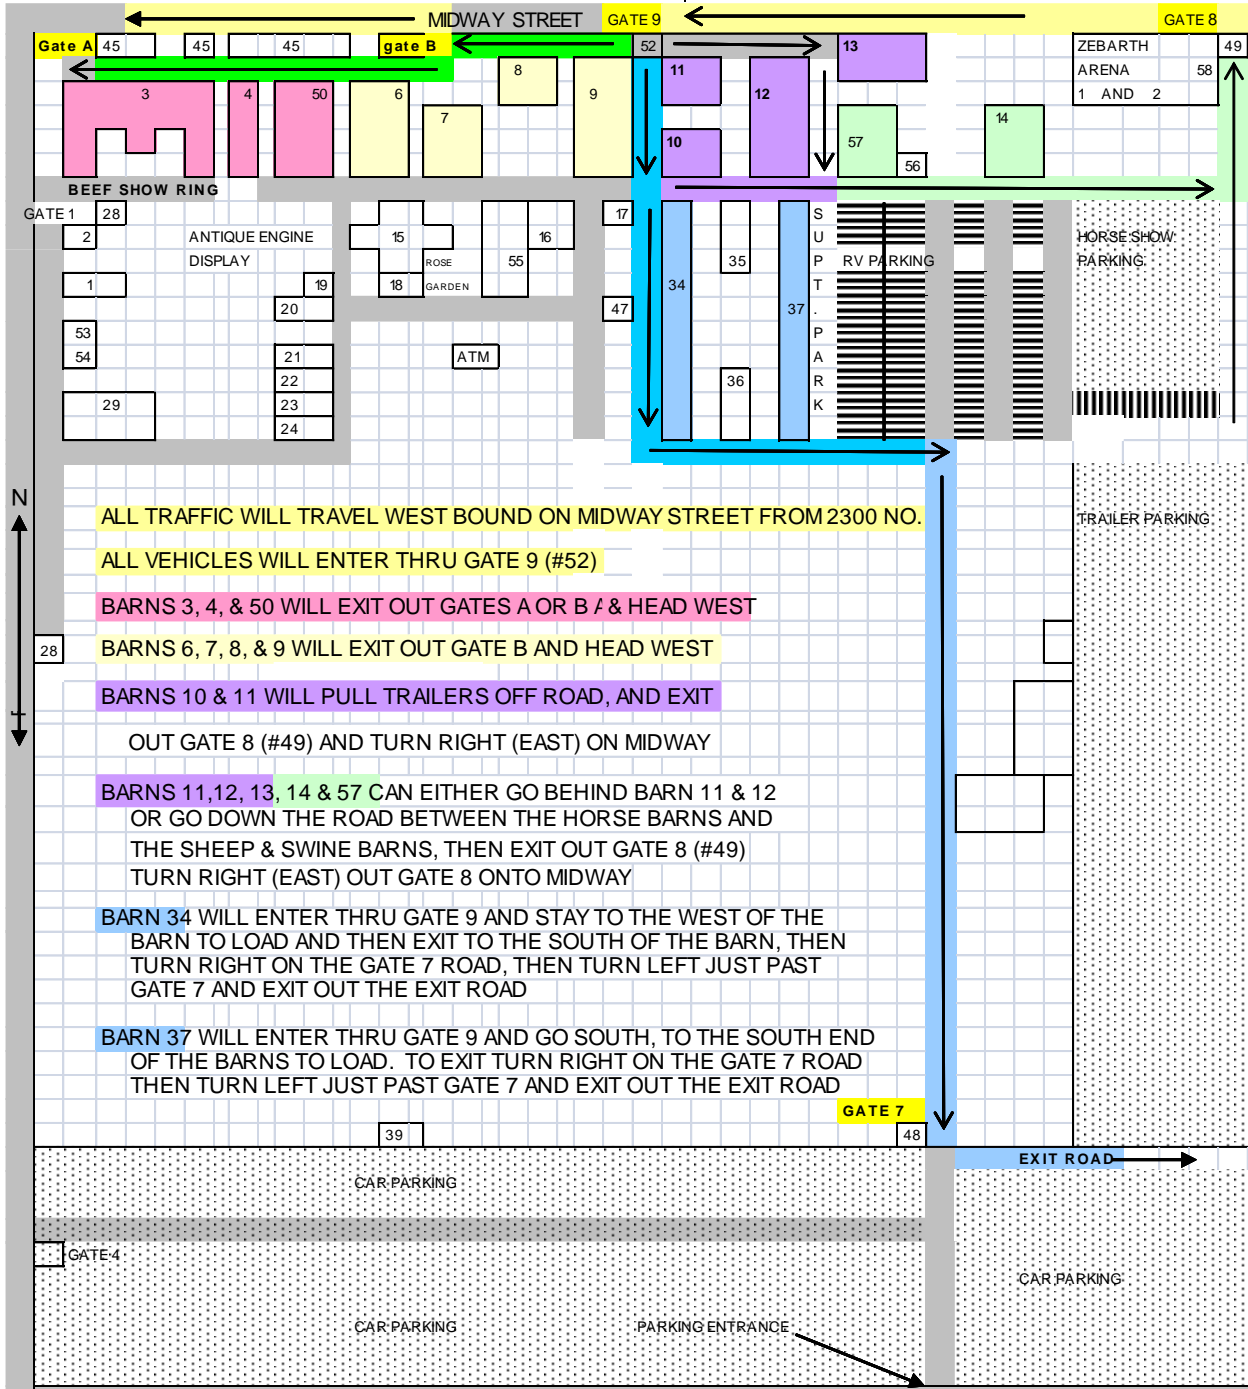 MIDWAY STREET GATE 9 GATE 8
Gate A 45 45 45 gate B 52 13 ZEBARTH 49
8 11 ARENA 58
3 4 50 6 9 12 1 AND 2
7 14
10 57
56
BEEF SHOW RING
GATE 1 28 17 S
2 ANTIQUE ENGINE 15 16 U HORSE SHOW
DISPLAY ROSE 55 35 P RV PARKING PARKING
1 19 18 GARDEN 34 T
20 47 37 .
53 P
54 21 ATM A
22 36 R
29 23 K
24
N
ALL TRAFFIC WILL TRAVEL WEST BOUND ON MIDWAY STREET FROM 2300 NO. TRAILER PARKING
ALL VEHICLES WILL ENTER THRU GATE 9 (#52)
BARNS 3, 4, & 50 WILL EXIT OUT GATES A OR B & HEAD WEST
28 BARNS 6, 7, 8, & 9 WILL EXIT OUT GATE B AND HEAD WEST
BARNS 10 & 11 WILL PULL TRAILERS OFF ROAD, AND EXIT
OUT GATE 8 (#49) AND TURN RIGHT (EAST) ON MIDWAY
BARNS 11,12, 13, 14 & 57 CAN EITHER GO BEHIND BARN 11 & 12
OR GO DOWN THE ROAD BETWEEN THE HORSE BARNS AND
THE SHEEP & SWINE BARNS, THEN EXIT OUT GATE 8 (#49)
TURN RIGHT (EAST) OUT GATE 8 ONTO MIDWAY
BARN 34 WILL ENTER THRU GATE 9 AND STAY TO THE WEST OF THE
BARN TO LOAD AND THEN EXIT TO THE SOUTH OF THE BARN, THEN
TURN RIGHT ON THE GATE 7 ROAD, THEN TURN LEFT JUST PAST
GATE 7 AND EXIT OUT THE EXIT ROAD
BARN 37 WILL ENTER THRU GATE 9 AND GO SOUTH, TO THE SOUTH END
OF THE BARNS TO LOAD. TO EXIT TURN RIGHT ON THE GATE 7 ROAD
THEN TURN LEFT JUST PAST GATE 7 AND EXIT OUT THE EXIT ROAD
GATE 7
39 48
EXIT ROAD
CAR PARKING
GATE 4
CAR PARKING
CAR PARKING PARKING ENTRANCE